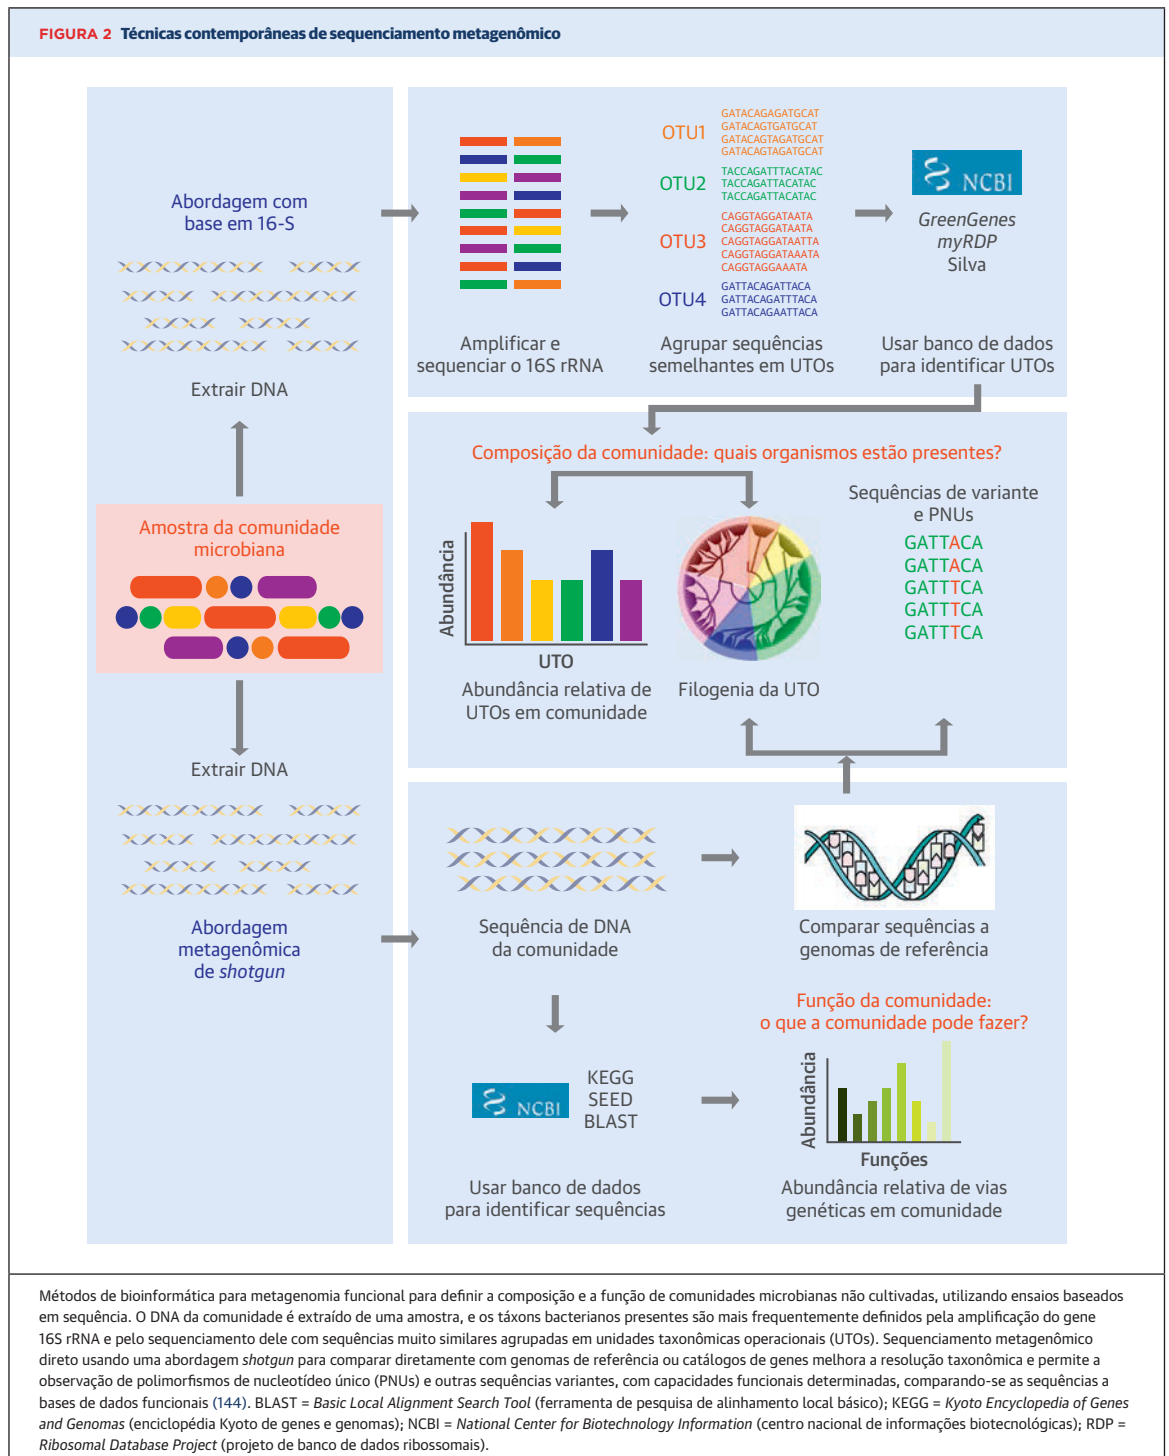 FIGURA 2 Técnicas contemporâneas de sequenciamento metagenômico
Abordagem com
base em 16-S
Extrair DNA
Amostra da comunidade
microbiana
Extrair DNA
Abordagem
metagenômica
de shotgun
Amplificar e
sequenciar o 16S rRNA
OTU1
GATACAGAGATGCAT
GATACAGTGATGCAT
GATACAGTAGATGCAT
GATACAGTAGATGCAT
OTU2
TACCAGATTTACATAC
TACCAGATTACATAC
TACCAGATTACATAC
OTU3
CAGGTAGGATAATA
CAGGTAGGATAATA
CAGGTAGGATAATTA
CAGGTAGGATAAATA
CAGGTAGGAAATA
OTU4
GATTACAGATTACA
GATTACAGATTTACA
GATTACAGAATTACA
Agrupar sequências
semelhantes em UTOs
NCBI
GreenGenes
myRDP
Silva
Usar banco de dados
para identificar UTOs
Composição da comunidade: quais organismos estão presentes?
Abundância
UTO
Abundância relativa de
UTOs em comunidade
Filogenia da UTO
Sequências de variante
e PNUs
GATTACA
GATTACA
GATTTCA
GATTTCA
GATTTCA
Sequência de DNA
da comunidade
Comparar sequências a
genomas de referência
NCBI
KEGG
SEED
BLAST
Usar banco de dados
para identificar sequências
Função da comunidade:
o que a comunidade pode fazer?
Abundância
Funções
Abundância relativa de vias
genéticas em comunidade
Métodos de bioinformática para metagenomia funcional para definir a composição e a função de comunidades microbianas não cultivadas, utilizando ensaios baseados
em sequência. O DNA da comunidade é extraído de uma amostra, e os táxons bacterianos presentes são mais frequentemente definidos pela amplificação do gene
16S rRNA e pelo sequenciamento dele com sequências muito similares agrupadas em unidades taxonômicas operacionais (UTOs). Sequenciamento metagenômico
direto usando uma abordagem shotgun para comparar diretamente com genomas de referência ou catálogos de genes melhora a resolução taxonômica e permite a
observação de polimorfismos de nucleotídeo único (PNUs) e outras sequências variantes, com capacidades funcionais determinadas, comparando-se as sequências a
bases de dados funcionais (144). BLAST = Basic Local Alignment Search Tool (ferramenta de pesquisa de alinhamento local básico); KEGG = Kyoto Encyclopedia of Genes
and Genomas (enciclopédia Kyoto de genes e genomas); NCBI = National Center for Biotechnology Information (centro nacional de informações biotecnológicas); RDP =
Ribosomal Database Project (projeto de banco de dados ribossomais).